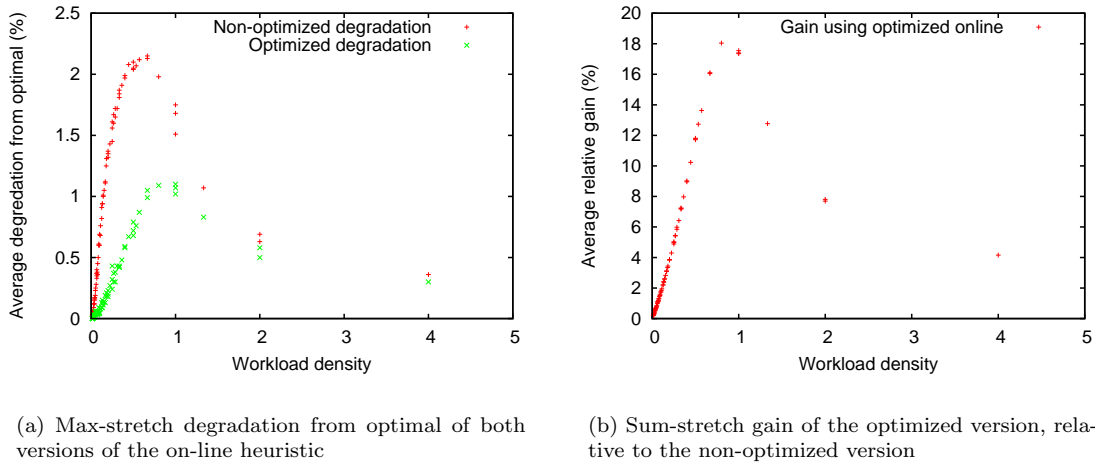 Average degredation from optimal (%)
2.5
2
1.5
1
0.5
0
0 1 2 3 4 5
Workload density
Non-optimized degradation
Optimized degradation
(a) Max-stretch degradation from optimal of both
versions of the on-line heuristic
Average relative gain (%)
20
18
16
14
12
10
8
6
4
2
0
0 1 2 3 4 5
Workload density
Gain using optimized online
(b) Sum-stretch gain of the optimized version, rela-
tive to the non-optimized version